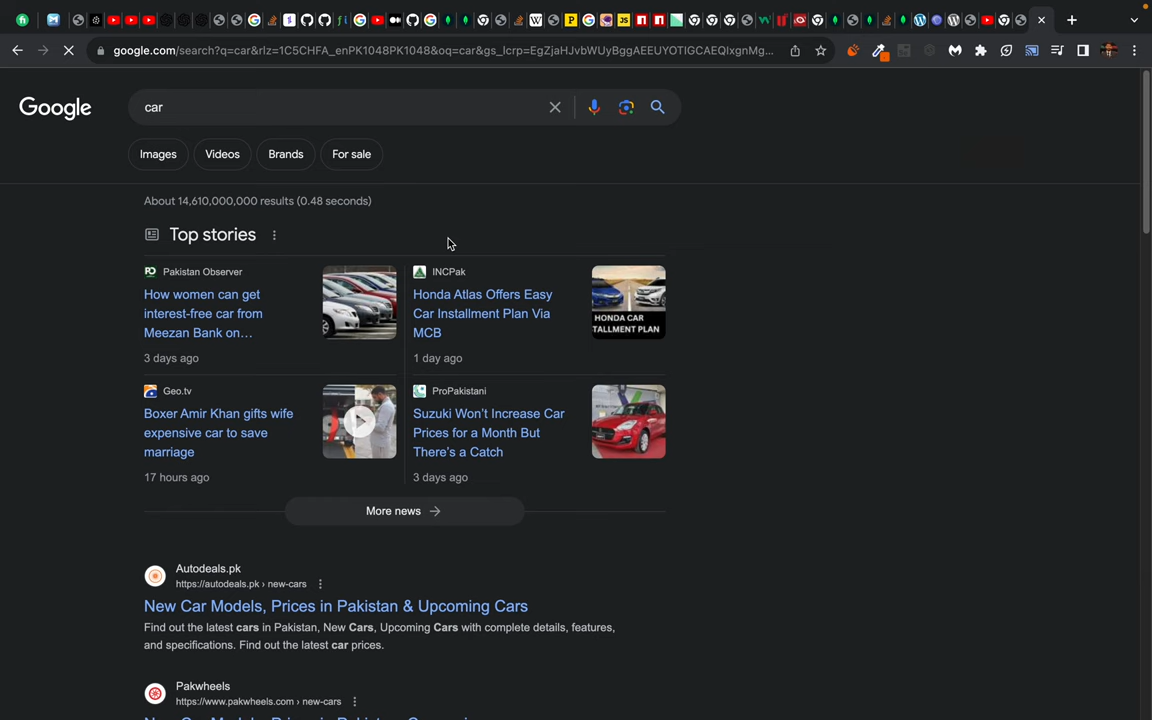 google.com/search?q=car&rlz=1C5CHFA_enPK1048PK1048&oq=car&gs_lcrp=EgZjaHJvbWUyBggAEEUYOTIGCAEQIxgnMg...
Google
car
Images
Videos
Brands
For sale
About 14,610,000,000 results (0.48 seconds)
Top stories
Pakistan Observer
How women can get
interest-free car from
Meezan Bank on...
3 days ago
INCPak
Honda Atlas Offers Easy
Car Installment Plan Via
MCB
1 day ago
HONDA CAR
TALLMENT PLAN
Geo.tv
Boxer Amir Khan gifts wife
expensive car to save
marriage
17 hours ago
ProPakistani
Suzuki Won't Increase Car
Prices for a Month But
There's a Catch
3 days ago
More news
Autodeals.pk
https://autodeals.pk › new-cars
New Car Models, Prices in Pakistan & Upcoming Cars
Find out the latest cars in Pakistan, New Cars, Upcoming Cars with complete details, features,
and specifications. Find out the latest car prices.
Pakwheels
https://www.pakwheels.com › new-cars